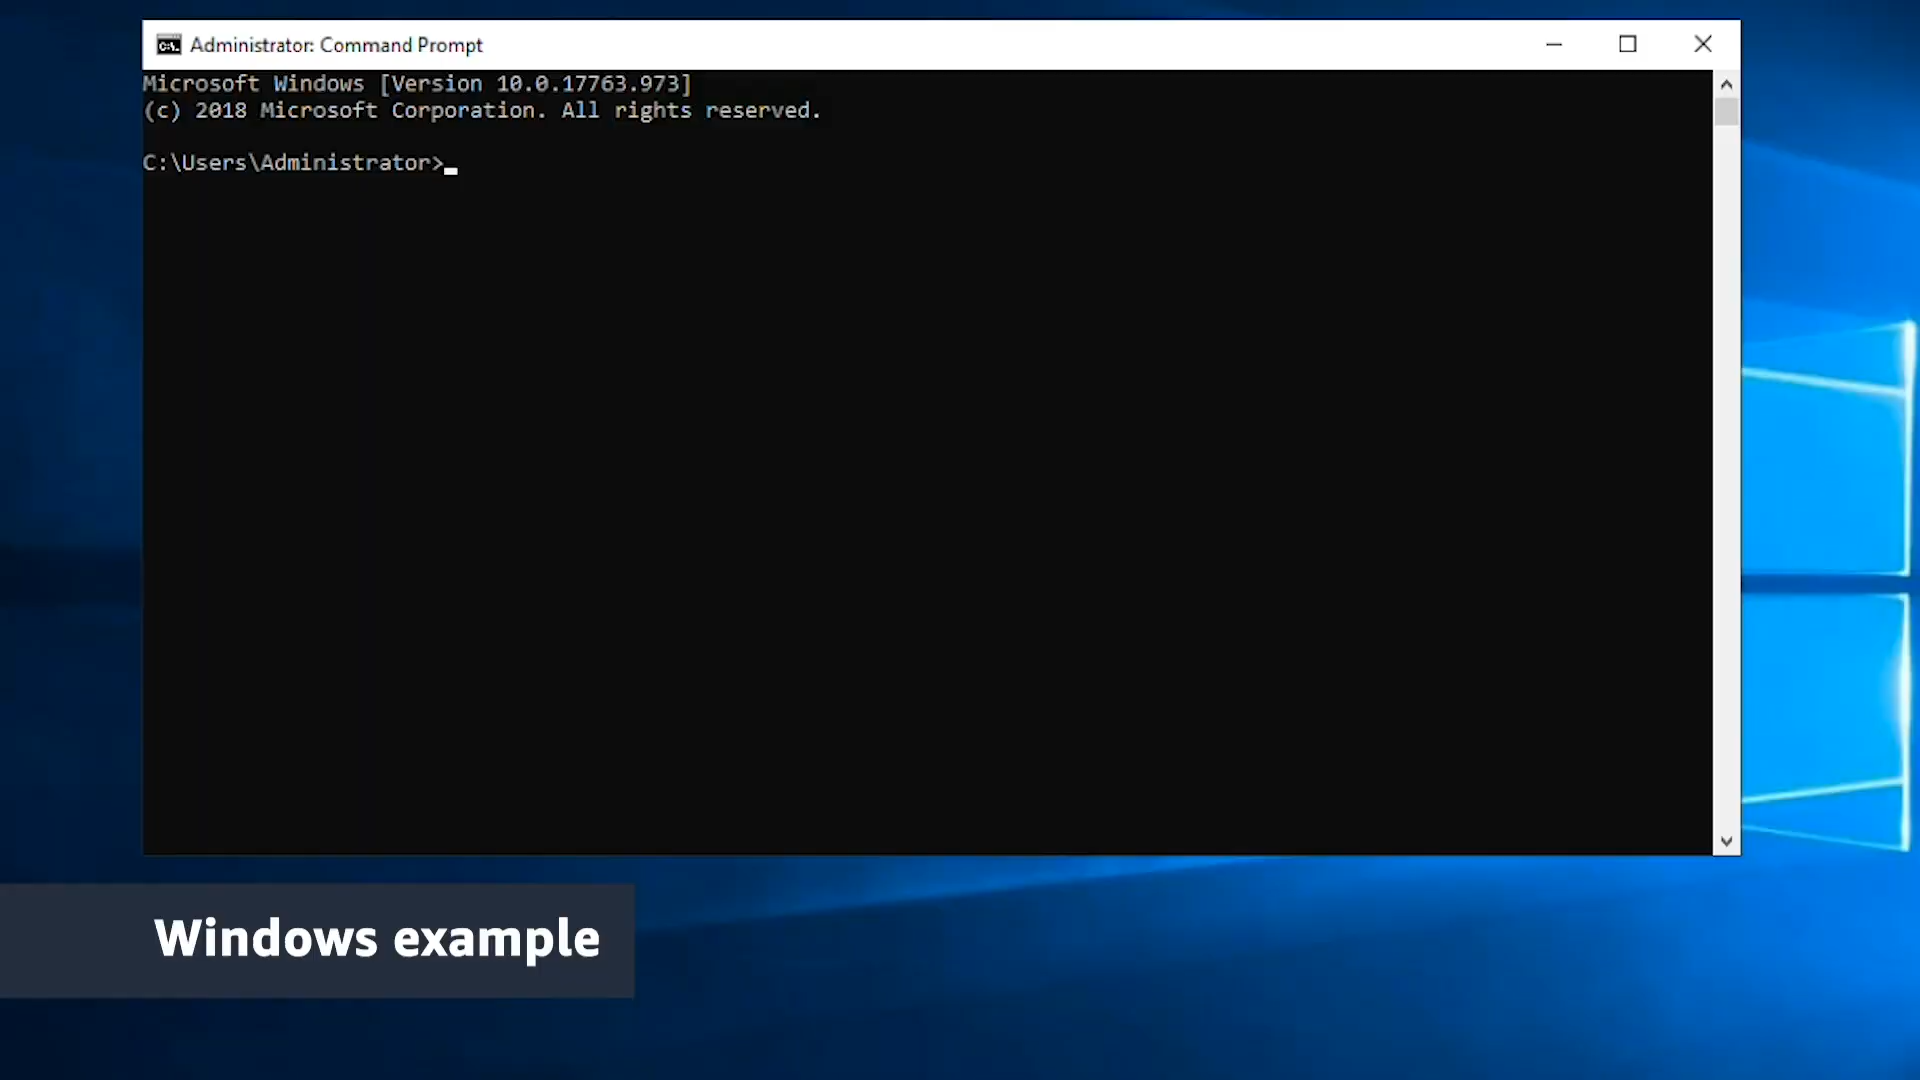 Administrator: Command Prompt
Microsoft Windows [Version 10.0.17763.973]
(c) 2018 Microsoft Corporation. All rights reserved.
C:\Users\Administrator>
Windows example